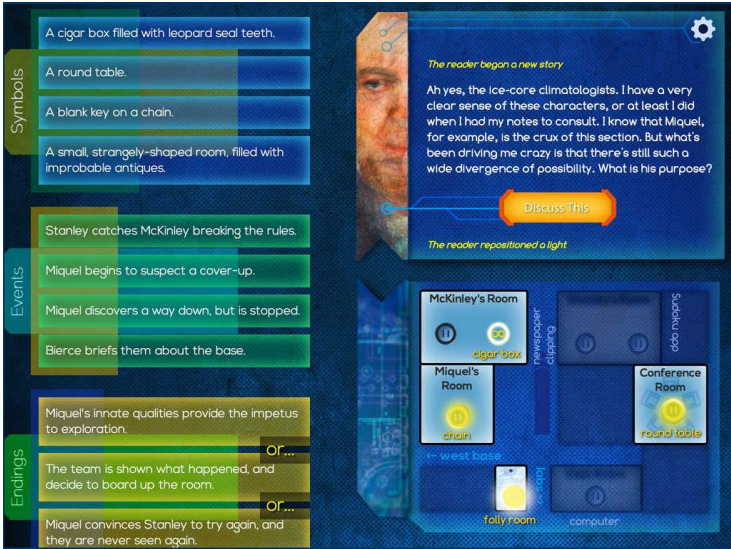 Symbols
A cigar box filled with leopard seal teeth.
A round table.
A blank key on a chain.
A small, strangely-shaped room, filled with
improbable antiques.
Events
Stanley catches McKinley breaking the rules.
Miquel begins to suspect a cover-up.
Miquel discovers a way down, but is stopped.
Bierce briefs them about the base.
Endings
Miquel's innate qualities provide the impetus
to exploration.
or...
The team is shown what happened, and
decide to board up the room.
or...
Miquel convinces Stanley to try again, and
they are never seen again.
The reader began a new story
Ah yes, the ice-core climatologists. I have a very
clear sense of these characters, or at least I did
when I had my notes to consult. I know that Miquel,
for example, is the crux of this section. But what's
been driving me crazy is that there's still such a
wide divergence of possibility. What is his purpose?
Discuss This
The reader repositioned a light
McKinley's Room
cigar box
newspaper
clipping
Sudoku app
Miquel's
Room
chain
Conference
Room
round table
<- west base
labs ->
folly room
computer